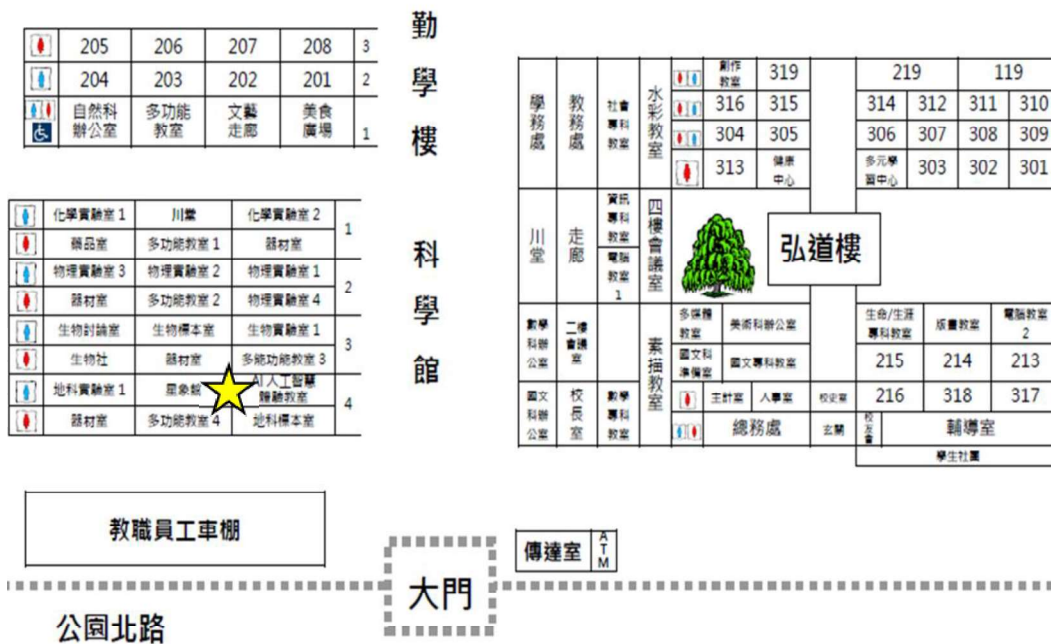 205 206 207 208 3
204 203 202 201 2
自然科辦公室 多功能教室 文藝走廊 美食廣場 1
勤學樓
化學實驗室1 川堂 化學實驗室2 1
藥品室 多功能教室1 器材室
物理實驗室3 物理實驗室2 物理實驗室1 2
器材室 多功能教室2 物理實驗室4
生物討論室 生物標本室 生物實驗室1 3
生物社 器材室 多能功能教室3
地科實驗室1 星象館 AI人工智慧體驗教室 4
器材室 多功能教室4 地科標本室
科學館
學務處 教務處 社會專科教室 水彩教室
創作教室 319 219 119
316 315 314 312 311 310
304 305 306 307 308 309
313 健康中心 多元學習中心 303 302 301
川堂 走廊 資訊專科教室 四樓會議室
電腦教室1
弘道樓
數學科辦公室 二樓會議室 素描教室
多媒體教室 美術科辦公室 生命/生涯專科教室 版畫教室 電腦教室2
國文科準備室 國文專科教室 215 214 213
國文科辦公室 校長室 數學專科教室
主計室 人事室 校史室 216 318 317
總務處 玄關 校友會 輔導室
學生社團
教職員工車棚
傳達室 ATM
大門
公園北路